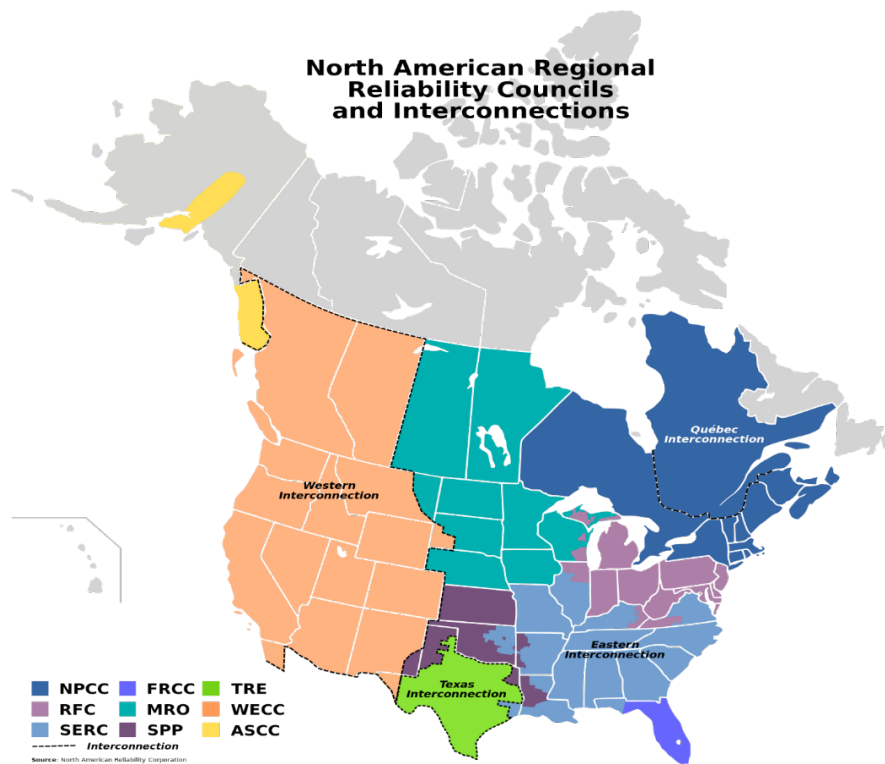 North American Regional
Reliability Councils
and Interconnections
Québec
Interconnection
Western
Interconnection
Eastern
Interconnection
Texas
Interconnection
NPCC FRCC TRE
RFC MRO WECC
SERC SPP ASCC
Interconnection
Source: North American Reliability Corporation